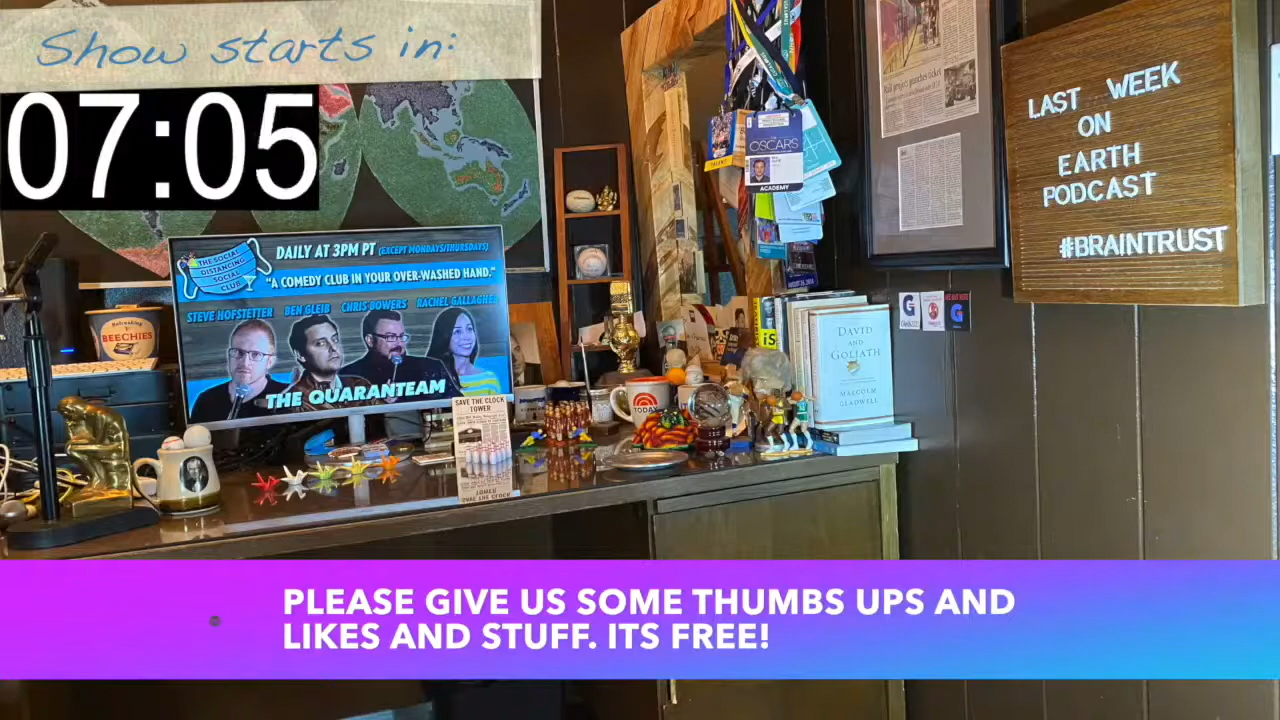 Show starts in:
07:05
THE SOCIAL
DISTANCING
SOCIAL
CLUB
DAILY AT 3PM PT (EXCEPT MONDAYS/THURSDAYS)
"A COMEDY CLUB IN YOUR OVER-WASHED HAND."
STEVE HOFSTETTER BEN GLEIB CHRIS BOWERS RACHEL GALLAGHER
THE QUARANTEAM
BEECHIES
SAVE THE CLOCK
TOWER
TODAY
OSCARS
ACADEMY
TALENT
iS
DAVID
AND
GOLIATH
MALCOLM
GLADWELL
G
G
LAST WEEK
ON
EARTH
PODCAST
#BRAINTRUST
PLEASE GIVE US SOME THUMBS UPS AND
LIKES AND STUFF. ITS FREE!